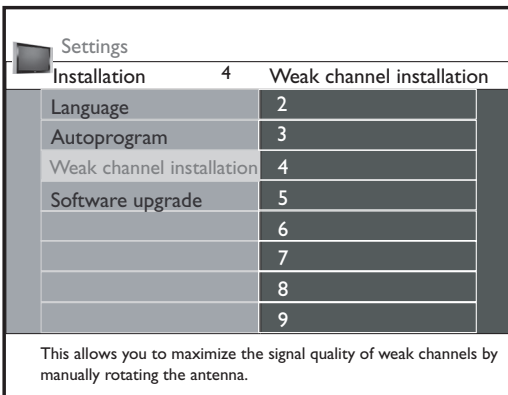 Settings
Installation 4 Weak channel installation
Language 2
Autoprogram 3
Weak channel installation 4
Software upgrade 5
6
7
8
9
This allows you to maximize the signal quality of weak channels by
manually rotating the antenna.